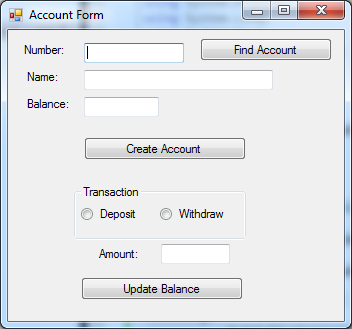 Account Form
Number:
Find Account
Name:
Balance:
Create Account
Transaction
Deposit Withdraw
Amount:
Update Balance